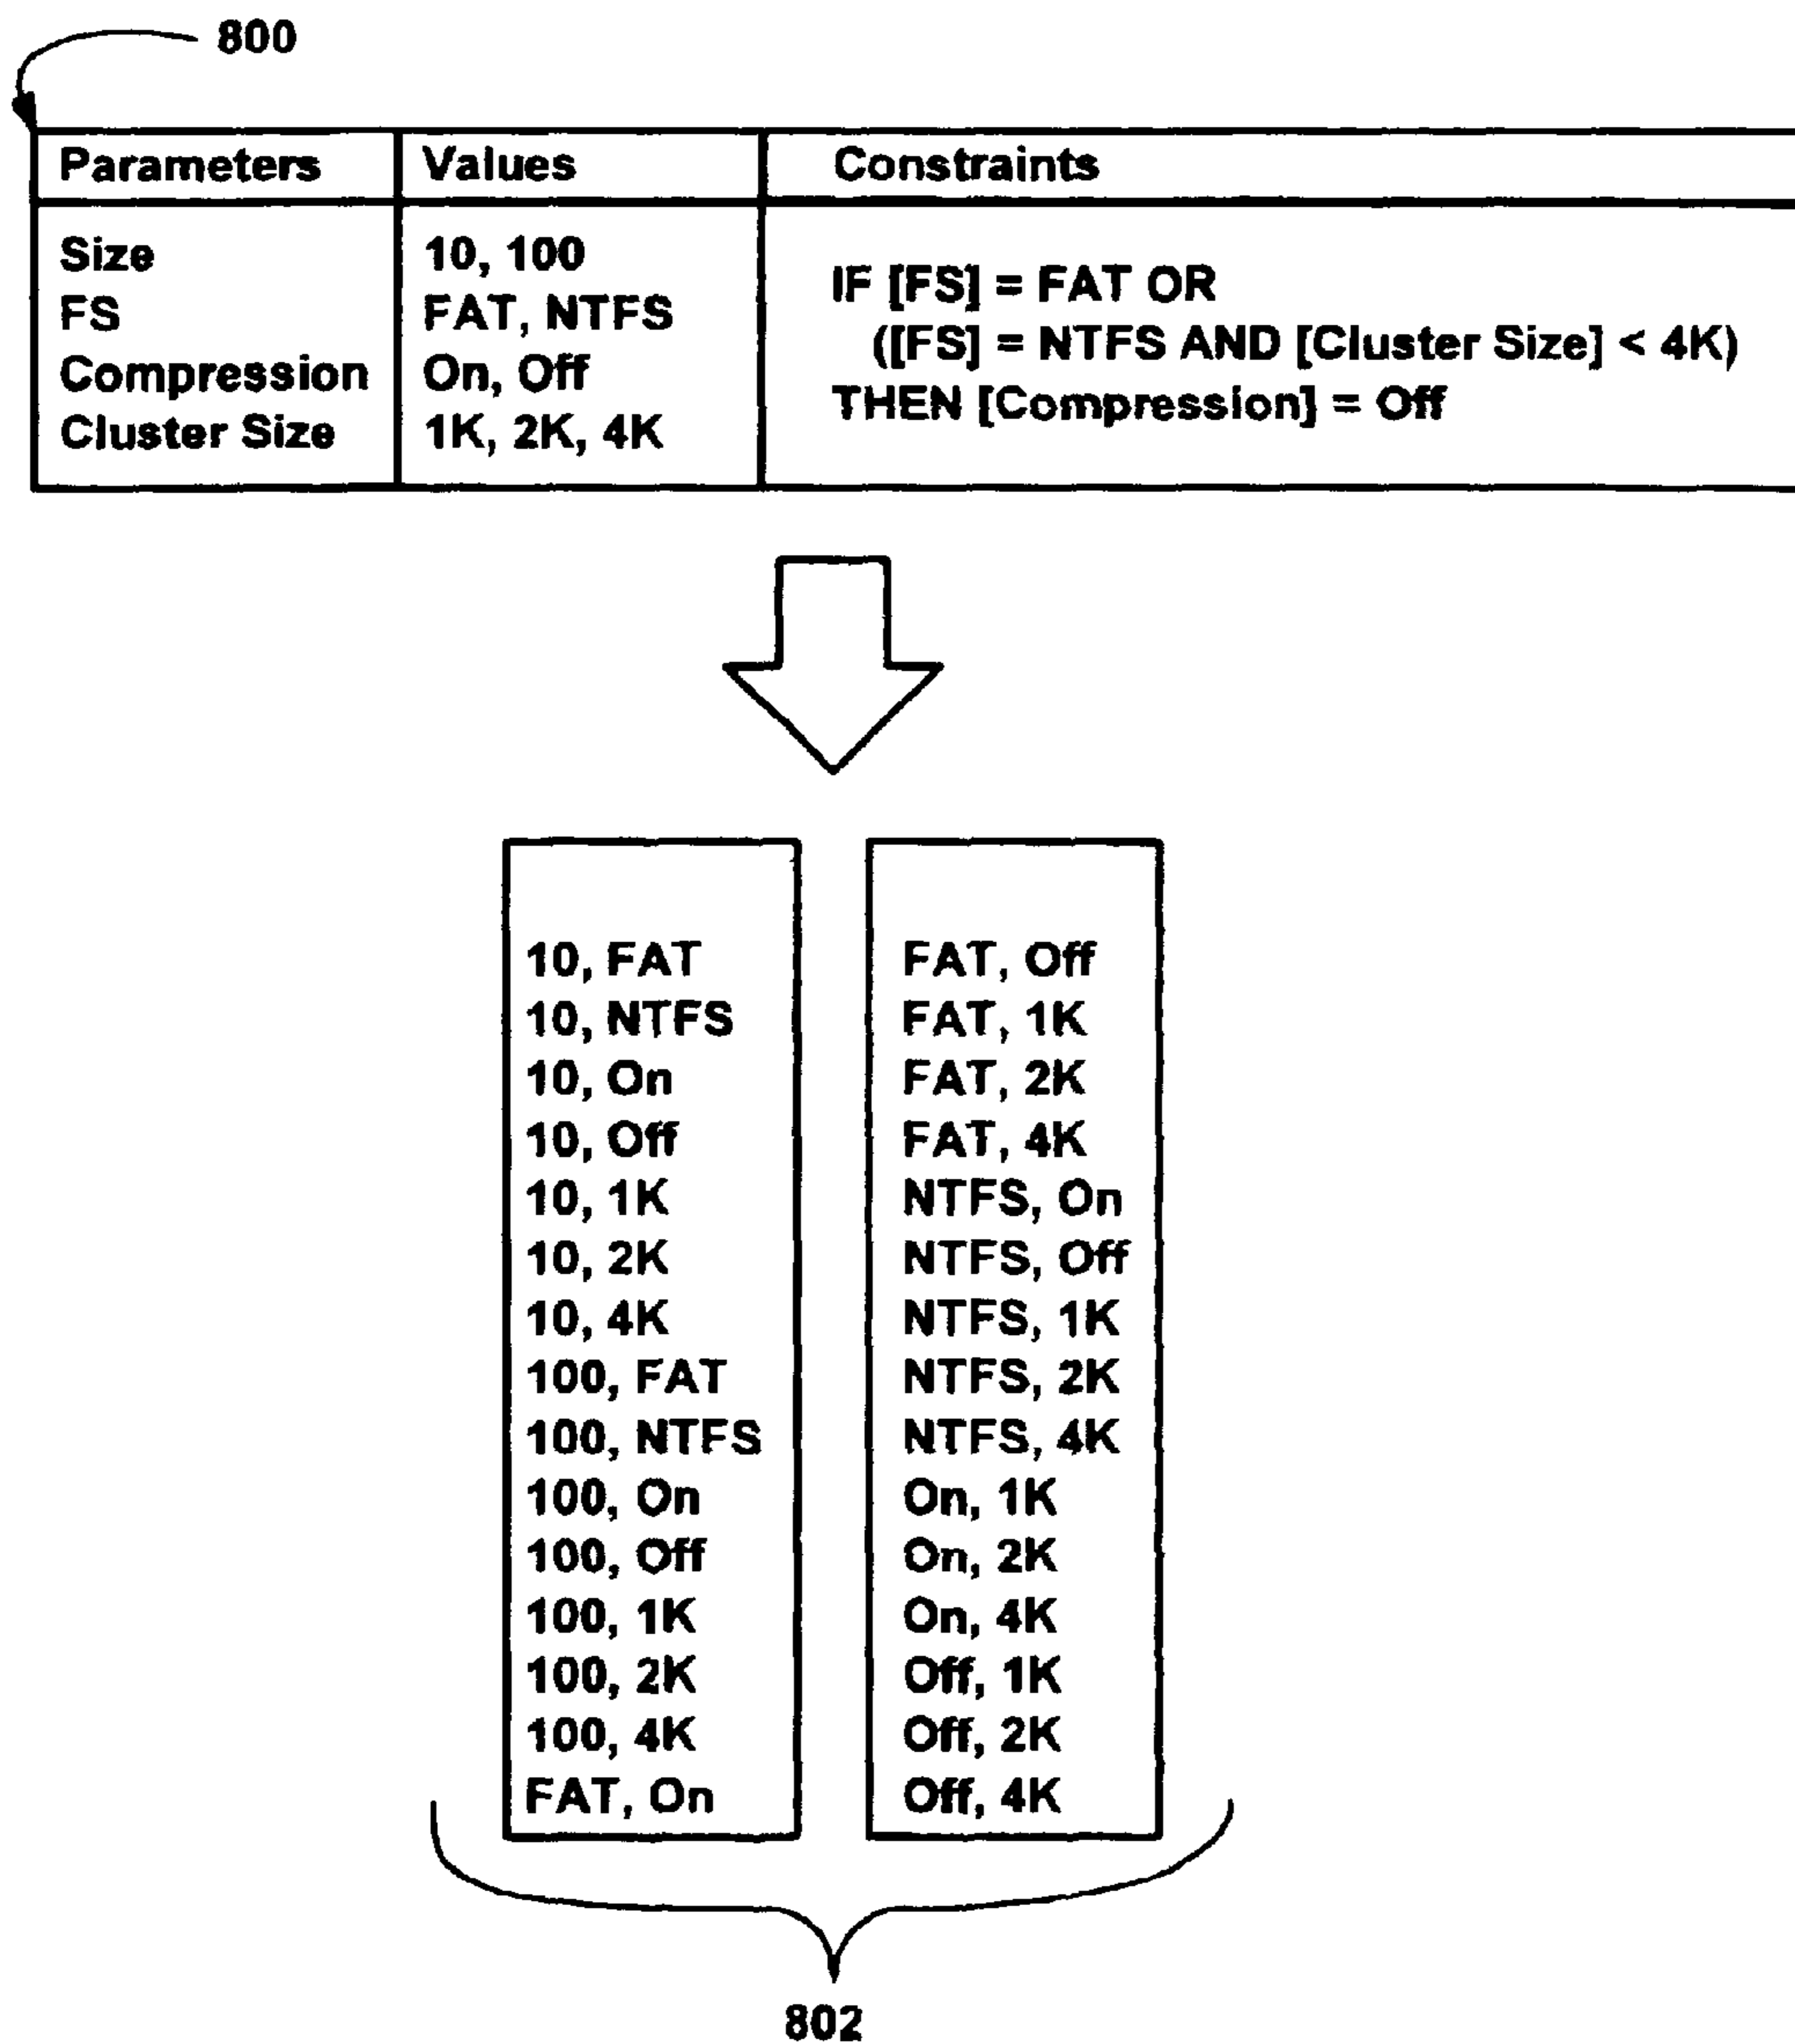 800
Parameters Values Constraints
Size 10, 100
FS FAT, NTFS
Compression On, Off
Cluster Size 1K, 2K, 4K
IF [FS] = FAT OR
([FS] = NTFS AND [Cluster Size] < 4K)
THEN [Compression] = Off
10, FAT
10, NTFS
10, On
10, Off
10, 1K
10, 2K
10, 4K
100, FAT
100, NTFS
100, On
100, Off
100, 1K
100, 2K
100, 4K
FAT, On
FAT, Off
FAT, 1K
FAT, 2K
FAT, 4K
NTFS, On
NTFS, Off
NTFS, 1K
NTFS, 2K
NTFS, 4K
On, 1K
On, 2K
On, 4K
Off, 1K
Off, 2K
Off, 4K
802